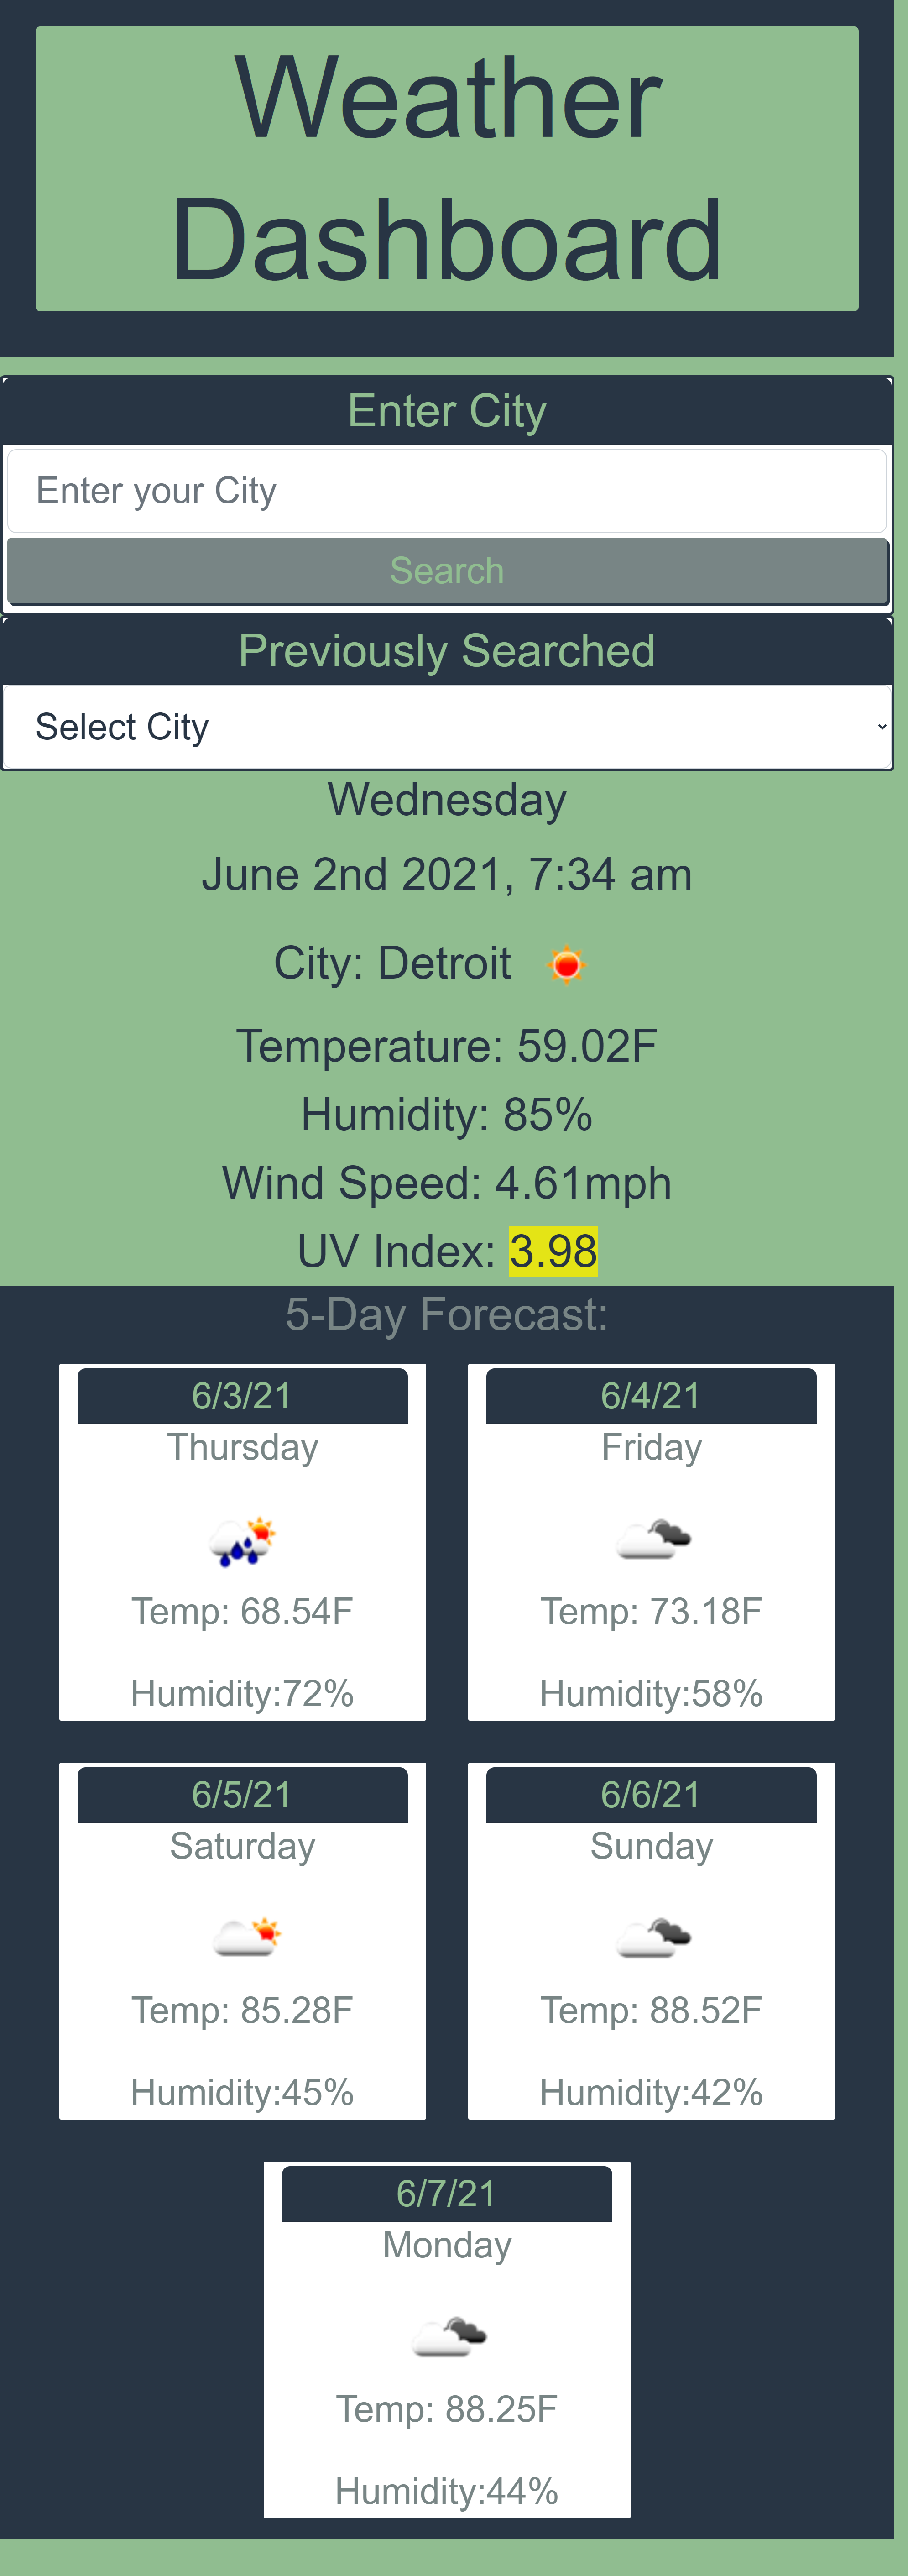 Weather
Dashboard
Enter City
Enter your City
Search
Previously Searched
Select City
Wednesday
June 2nd 2021, 7:34 am
City: Detroit
Temperature: 59.02F
Humidity: 85%
Wind Speed: 4.61mph
UV Index: 3.98
5-Day Forecast:
6/3/21
Thursday
Temp: 68.54F
Humidity:72%
6/4/21
Friday
Temp: 73.18F
Humidity:58%
6/5/21
Saturday
Temp: 85.28F
Humidity:45%
6/6/21
Sunday
Temp: 88.52F
Humidity:42%
6/7/21
Monday
Temp: 88.25F
Humidity:44%